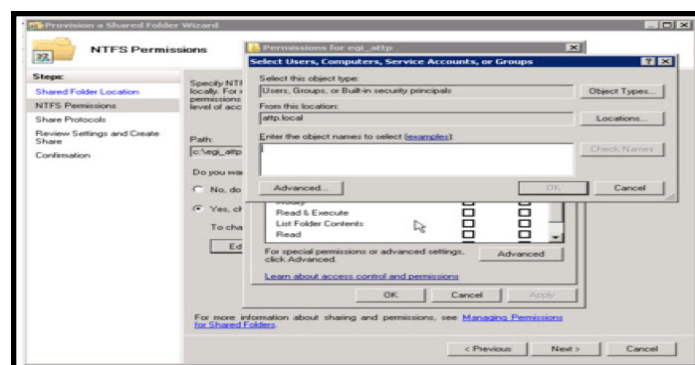 Provision a Shared Folder Wizard
NTFS Permissions
Steps:
Shared Folder Location
NTFS Permissions
Share Protocols
Review Settings and Create
Share
Confirmation
Specify NTF
locally. For
permissions
level of acc
Path:
c:\egi_attp
Do you wa
No, do
Yes, ch
To cha
Ed
Permissions for egi_attp
Select Users, Computers, Service Accounts, or Groups
Select this object type:
Users, Groups, or Built-in security principals
Object Types...
From this location:
attp.local
Locations...
Enter the object names to select (examples):
Check Names
Advanced...
OK
Cancel
Modify
Read & Execute
List Folder Contents
Read
For special permissions or advanced settings,
click Advanced.
Advanced
Learn about access control and permissions
OK
Cancel
Apply
For more information about sharing and permissions, see Managing Permissions
for Shared Folders.
< Previous
Next >
Cancel